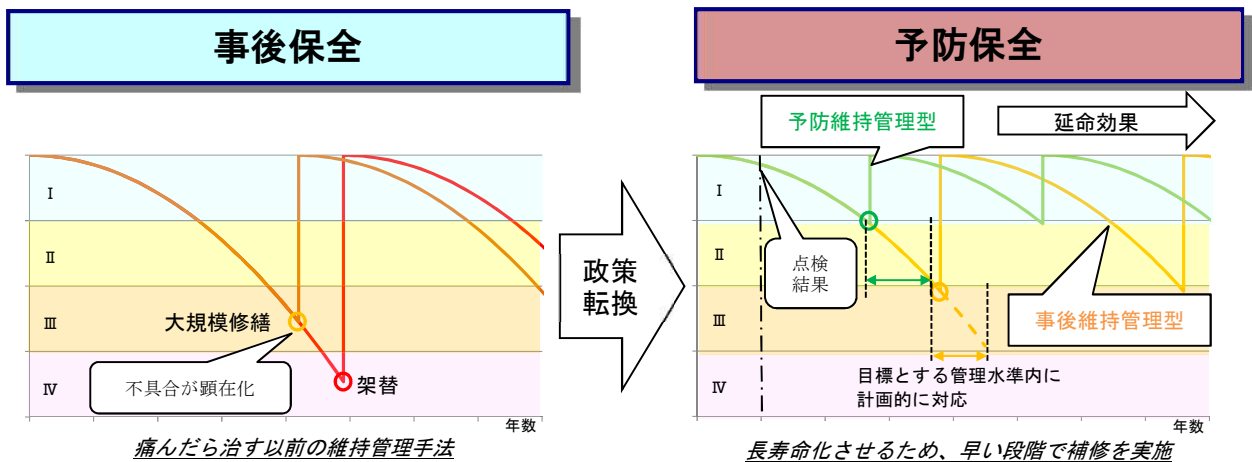 事後保全
予防保全
予防維持管理型
延命効果
Ⅰ
Ⅱ
Ⅲ
Ⅳ
大規模修繕
不具合が顕在化
架替
年数
痛んだら治す以前の維持管理手法
政策
転換
Ⅰ
Ⅱ
Ⅲ
Ⅳ
点検
結果
事後維持管理型
目標とする管理水準内に
計画的に対応
年数
長寿命化させるため、早い段階で補修を実施